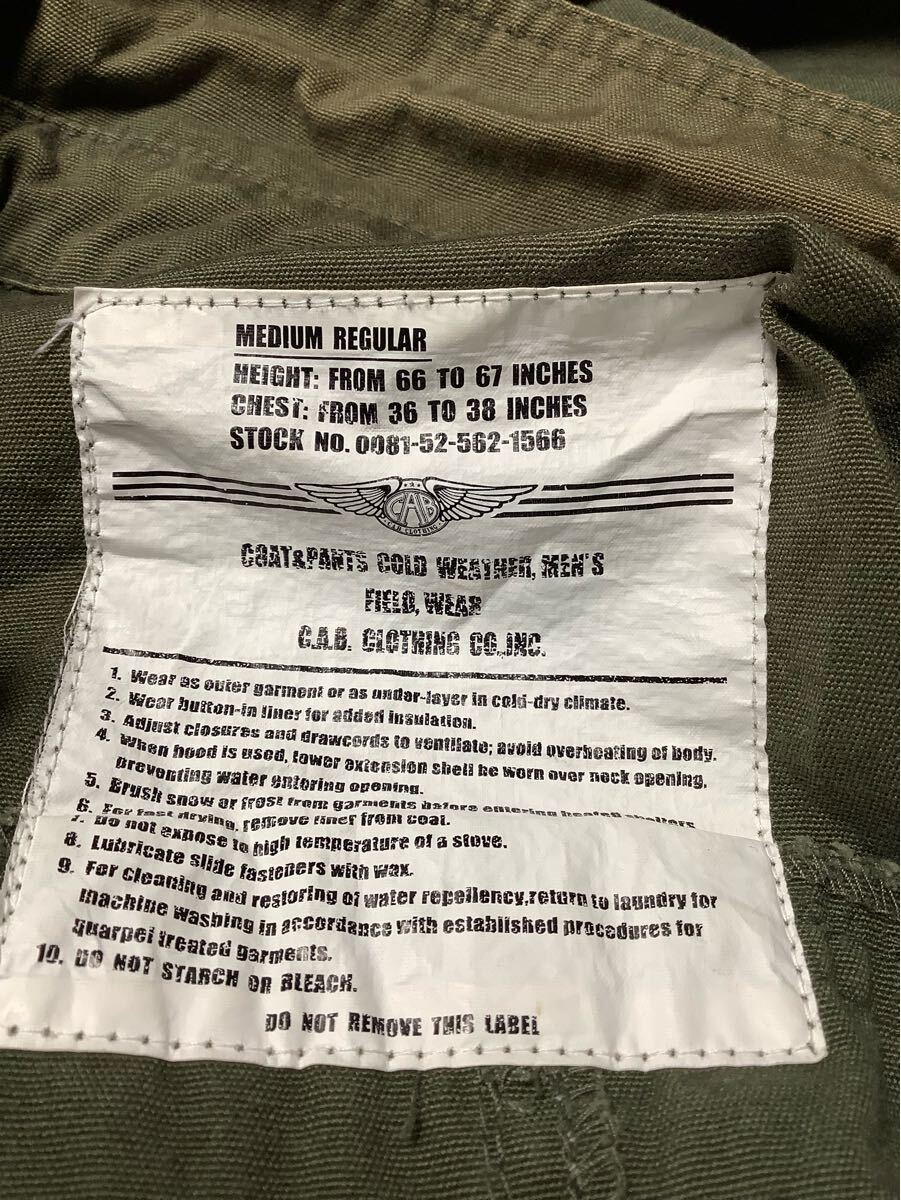 MEDIUM REGULAR
HEIGHT: FROM 66 TO 67 INCHES
CHEST: FROM 36 TO 38 INCHES
STOCK NO. 0081-52-562-1566
CAB
C.A.B. CLOTHING
COAT&PANTS COLD WEATHER, MEN'S
FIELD, WEAR
C.A.B. CLOTHING CO.,INC.
1. Wear as outer garment or as under-layer in cold-dry climate.
2. Wear button-in liner for added insulation.
3. Adjust closures and drawcords to ventilate; avoid overheating of body.
4. When hood is used, lower extension shell be worn over neck opening,
preventing water entering opening.
5. Brush snow or frost from garments before entering heated shelters
6. For fast drying, remove liner from coat.
7. Do not expose to high temperature of a stove.
8. Lubricate slide fasteners with wax.
9. For cleaning and restoring of water repellency,return to laundry for
machine washing in accordance with established procedures for
quarpel treated garments.
10. DO NOT STARCH OR BLEACH.
DO NOT REMOVE THIS LABEL